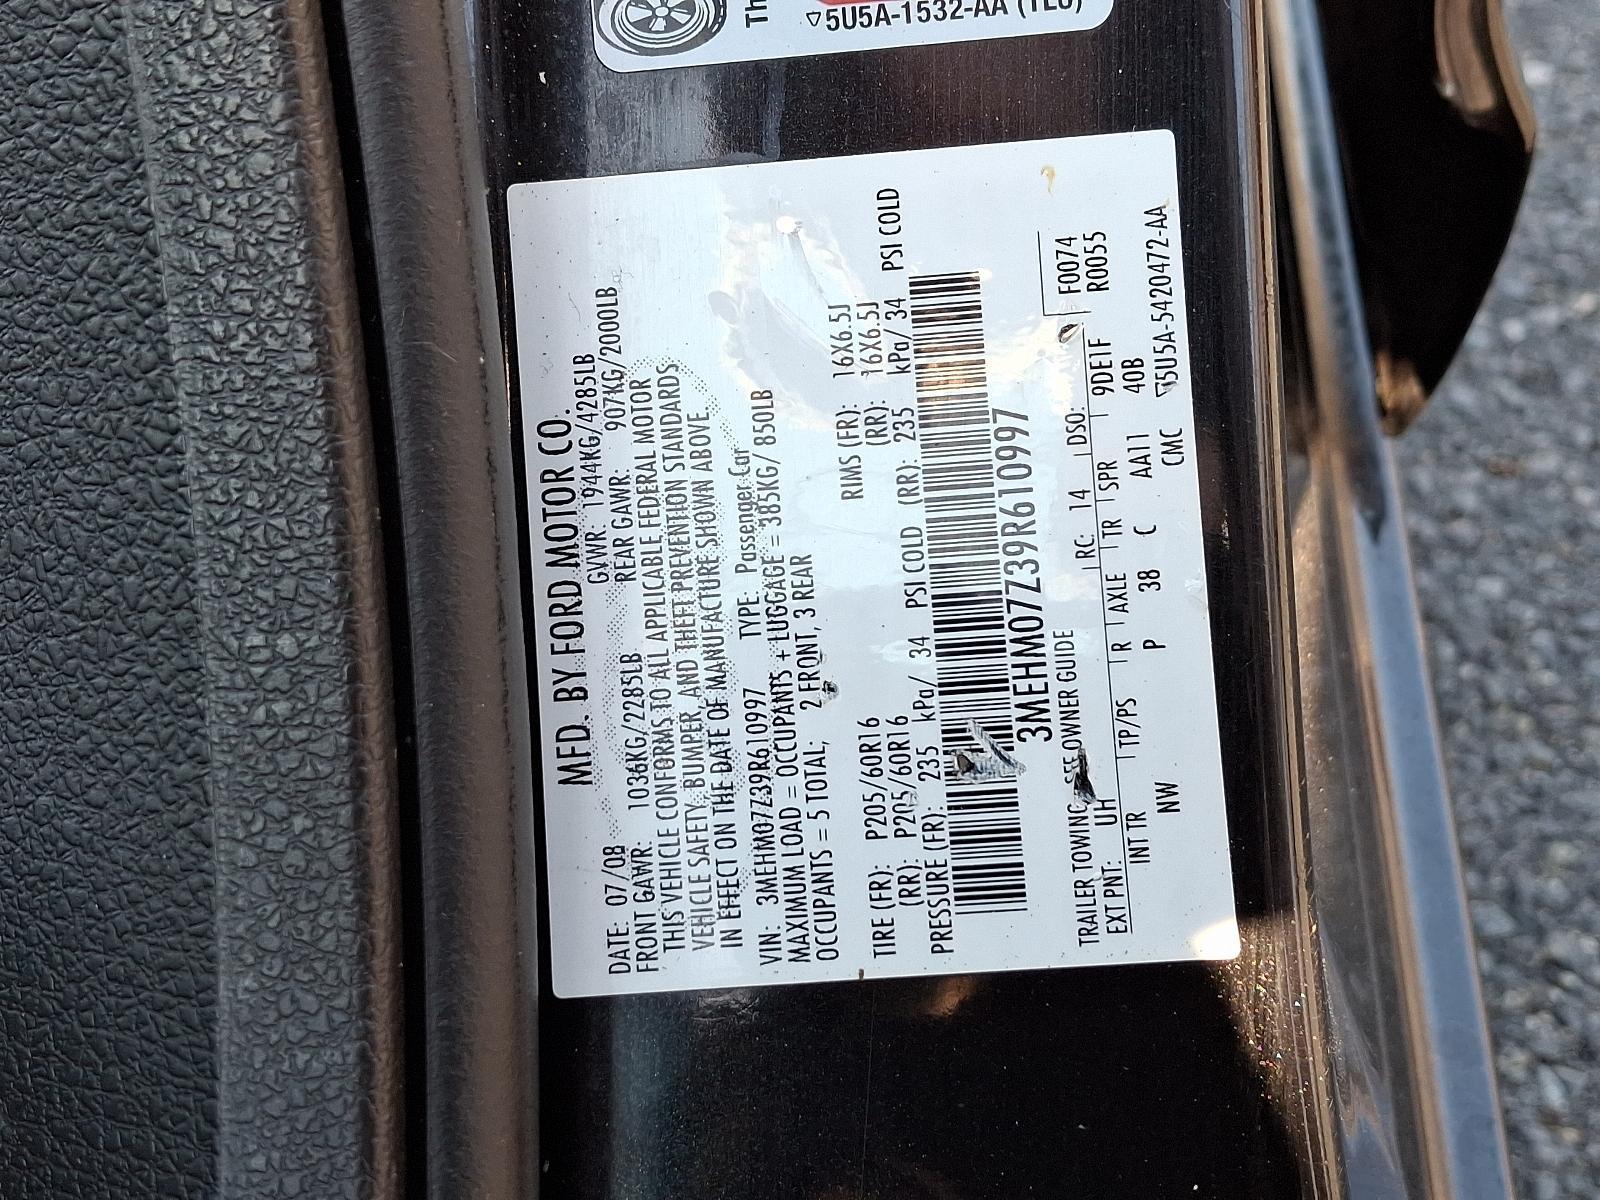 Th
▽5U5A-1532-AA (TEU)
MFD. BY FORD MOTOR CO.
DATE: 07/08 GVWR: 1944KG/4285LB
FRONT GAWR: 1036KG/2285LB REAR GAWR: 907KG/2000LB
THIS VEHICLE CONFORMS TO ALL APPLICABLE FEDERAL MOTOR
VEHICLE SAFETY, BUMPER, AND THEFT PREVENTION STANDARDS
IN EFFECT ON THE DATE OF MANUFACTURE SHOWN ABOVE.
VIN: 3MEHM07Z39R610997 TYPE: Passenger Car
MAXIMUM LOAD = OCCUPANTS + LUGGAGE = 385KG/ 850LB
OCCUPANTS = 5 TOTAL; 2 FRONT, 3 REAR
TIRE (FR): P205/60R16 RIMS (FR): 16X6.5J
(RR): P205/60R16 (RR): 16X6.5J
PRESSURE (FR): 235 kPa/ 34 PSI COLD (RR): 235 kPa/ 34 PSI COLD
3MEHM07Z39R610997
TRAILER TOWING SEE OWNER GUIDE F0074
EXT PNT: UH RC: 14 DSO: R0055
INT TR TP/PS R AXLE TR SPR 9DE1F
NW P 38 C AA11 40B
CMC ▽5U5A-5420472-AA